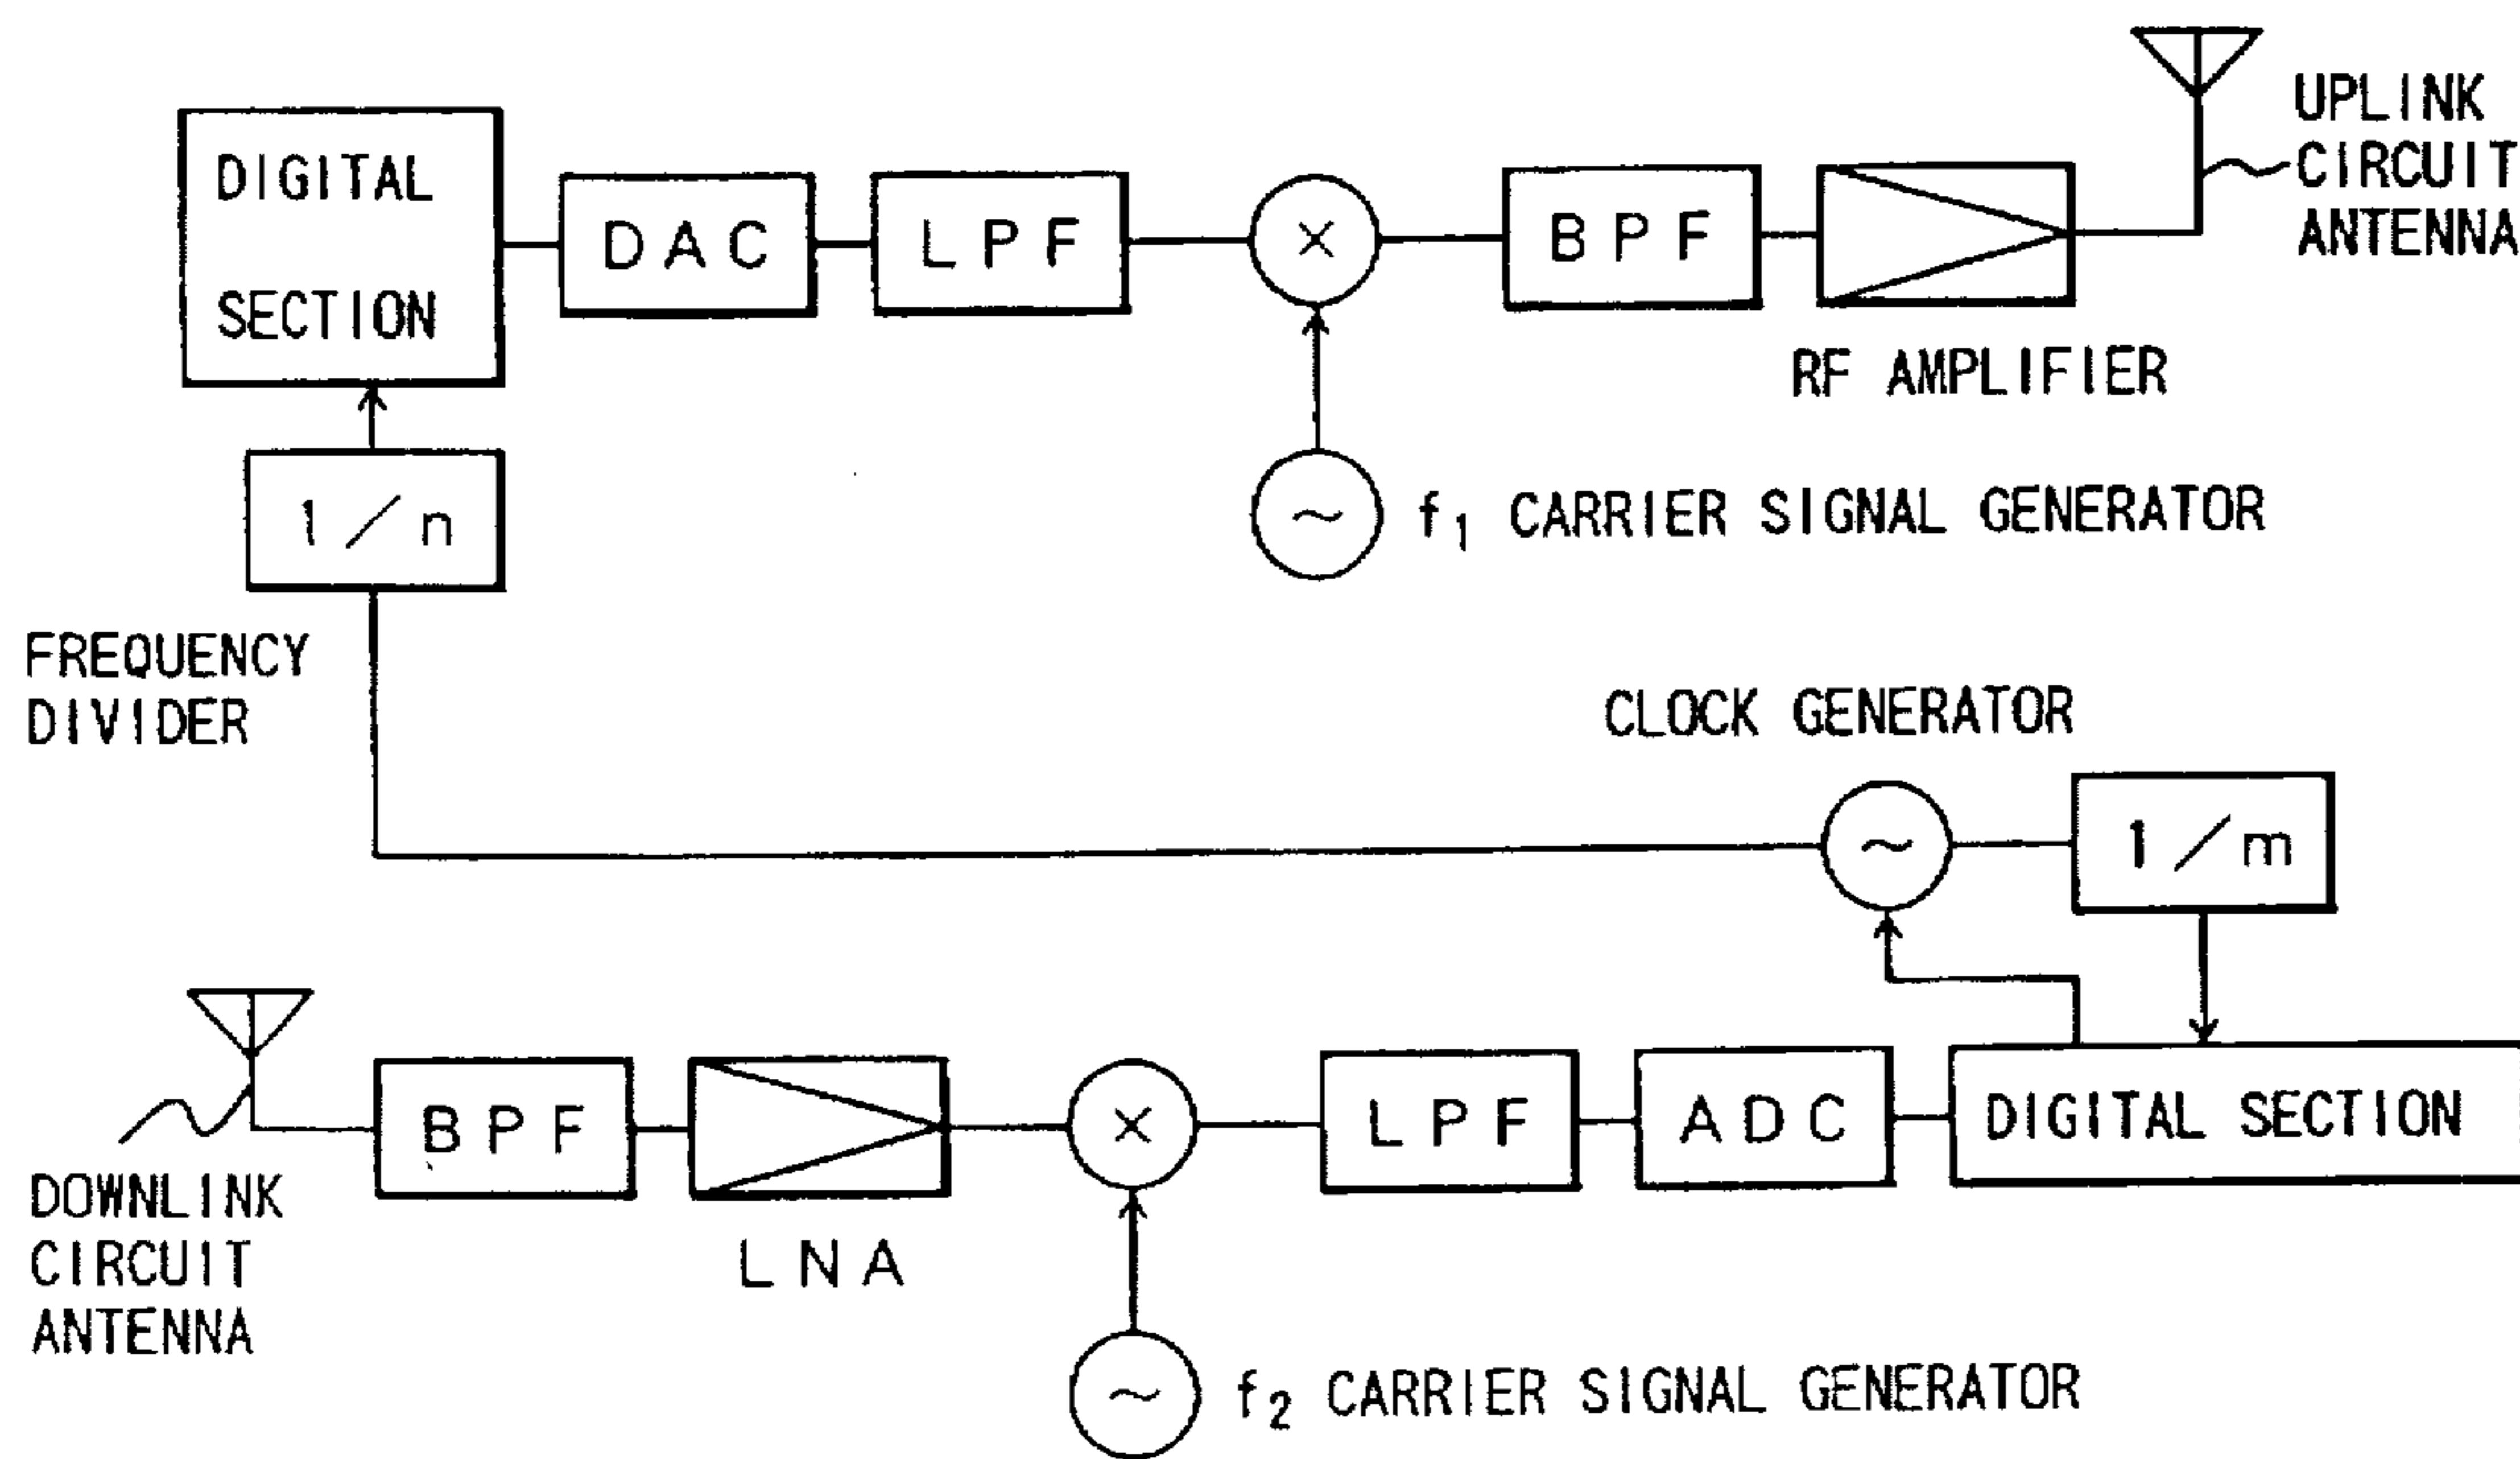 UPLINK
CIRCUIT
ANTENNA
DIGITAL
SECTION
DAC
LPF
×
BPF
RF AMPLIFIER
1/n
~
f1 CARRIER SIGNAL GENERATOR
FREQUENCY
DIVIDER
CLOCK GENERATOR
~
1/m
BPF
×
LPF
ADC
DIGITAL SECTION
DOWNLINK
CIRCUIT
ANTENNA
LNA
~
f2 CARRIER SIGNAL GENERATOR